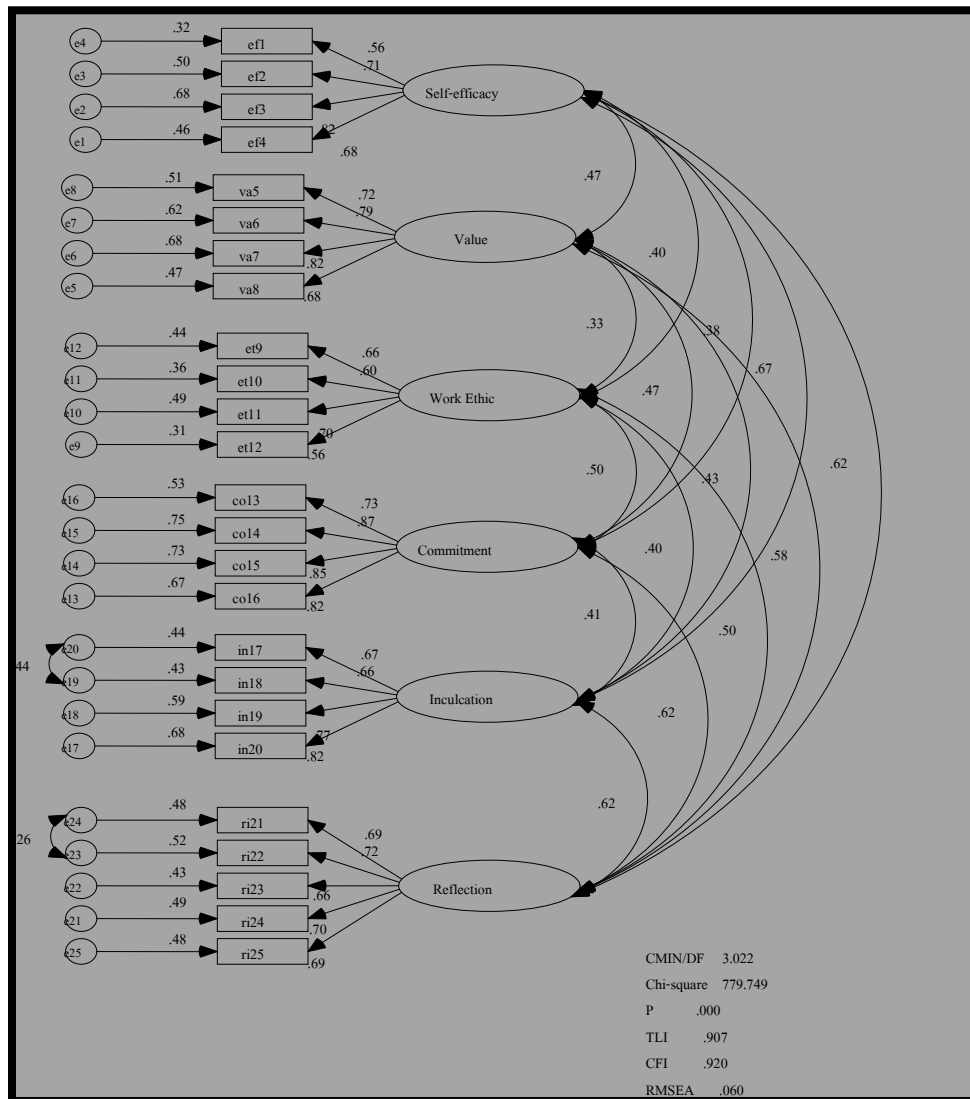 e4 .32 ef1 .56
e3 .50 ef2 .71
e2 .68 ef3 .82
e1 .46 ef4 .68
Self-efficacy
.47
e8 .51 va5 .72
e7 .62 va6 .79
e6 .68 va7 .82
e5 .47 va8 .68
Value
.40
.33 .38
e12 .44 et9 .66
e11 .36 et10 .60
e10 .49 et11 .70
e9 .31 et12 .56
Work Ethic
.47 .67
.50 .43 .62
e16 .53 co13 .73
e15 .75 co14 .87
e14 .73 co15 .85
e13 .67 co16 .82
Commitment
.40 .58
.41 .50
e20 .44 in17 .67
44 e19 .43 in18 .66
e18 .59 in19 .77
e17 .68 in20 .82
Inculcation
.62
.62
e24 .48 ri21 .69
26 e23 .52 ri22 .72
e22 .43 ri23 .66
e21 .49 ri24 .70
e25 .48 ri25 .69
Reflection
CMIN/DF 3.022
Chi-square 779.749
P .000
TLI .907
CFI .920
RMSEA .060